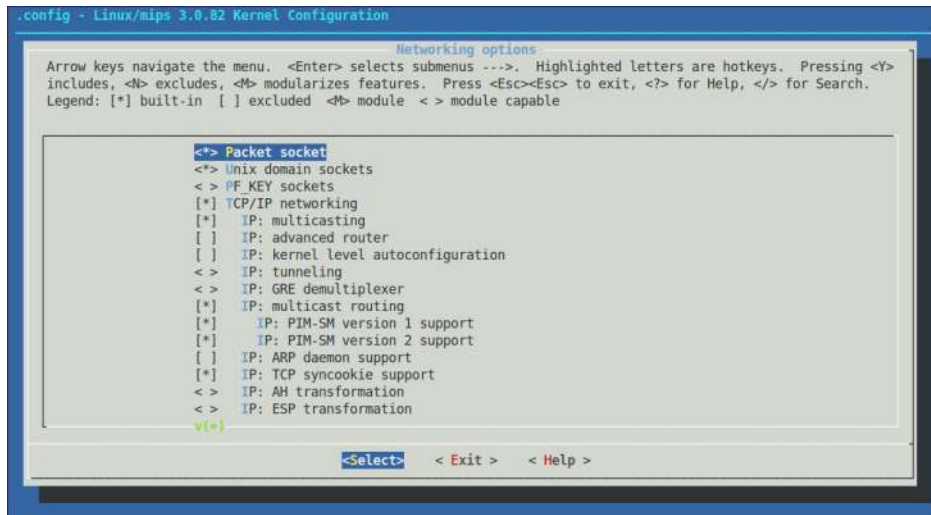 .config - Linux/mips 3.0.82 Kernel Configuration
Networking options
Arrow keys navigate the menu. <Enter> selects submenus --->. Highlighted letters are hotkeys. Pressing <Y>
includes, <N> excludes, <M> modularizes features. Press <Esc><Esc> to exit, <?> for Help, </> for Search.
Legend: [*] built-in [ ] excluded <M> module < > module capable
<*> Packet socket
<*> Unix domain sockets
< > PF_KEY sockets
[*] TCP/IP networking
[*] IP: multicasting
[ ] IP: advanced router
[ ] IP: kernel level autoconfiguration
< > IP: tunneling
< > IP: GRE demultiplexer
[*] IP: multicast routing
[*] IP: PIM-SM version 1 support
[*] IP: PIM-SM version 2 support
[ ] IP: ARP daemon support
[*] IP: TCP syncookie support
< > IP: AH transformation
< > IP: ESP transformation
v(+)
<Select> < Exit > < Help >